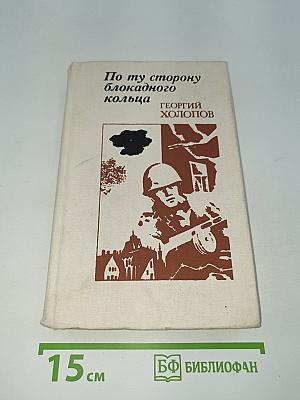 По ту сторону
блокадного
кольца
ГЕОРГИЙ
ХОЛОПОВ
15 см
БФ БИБЛИОФАН